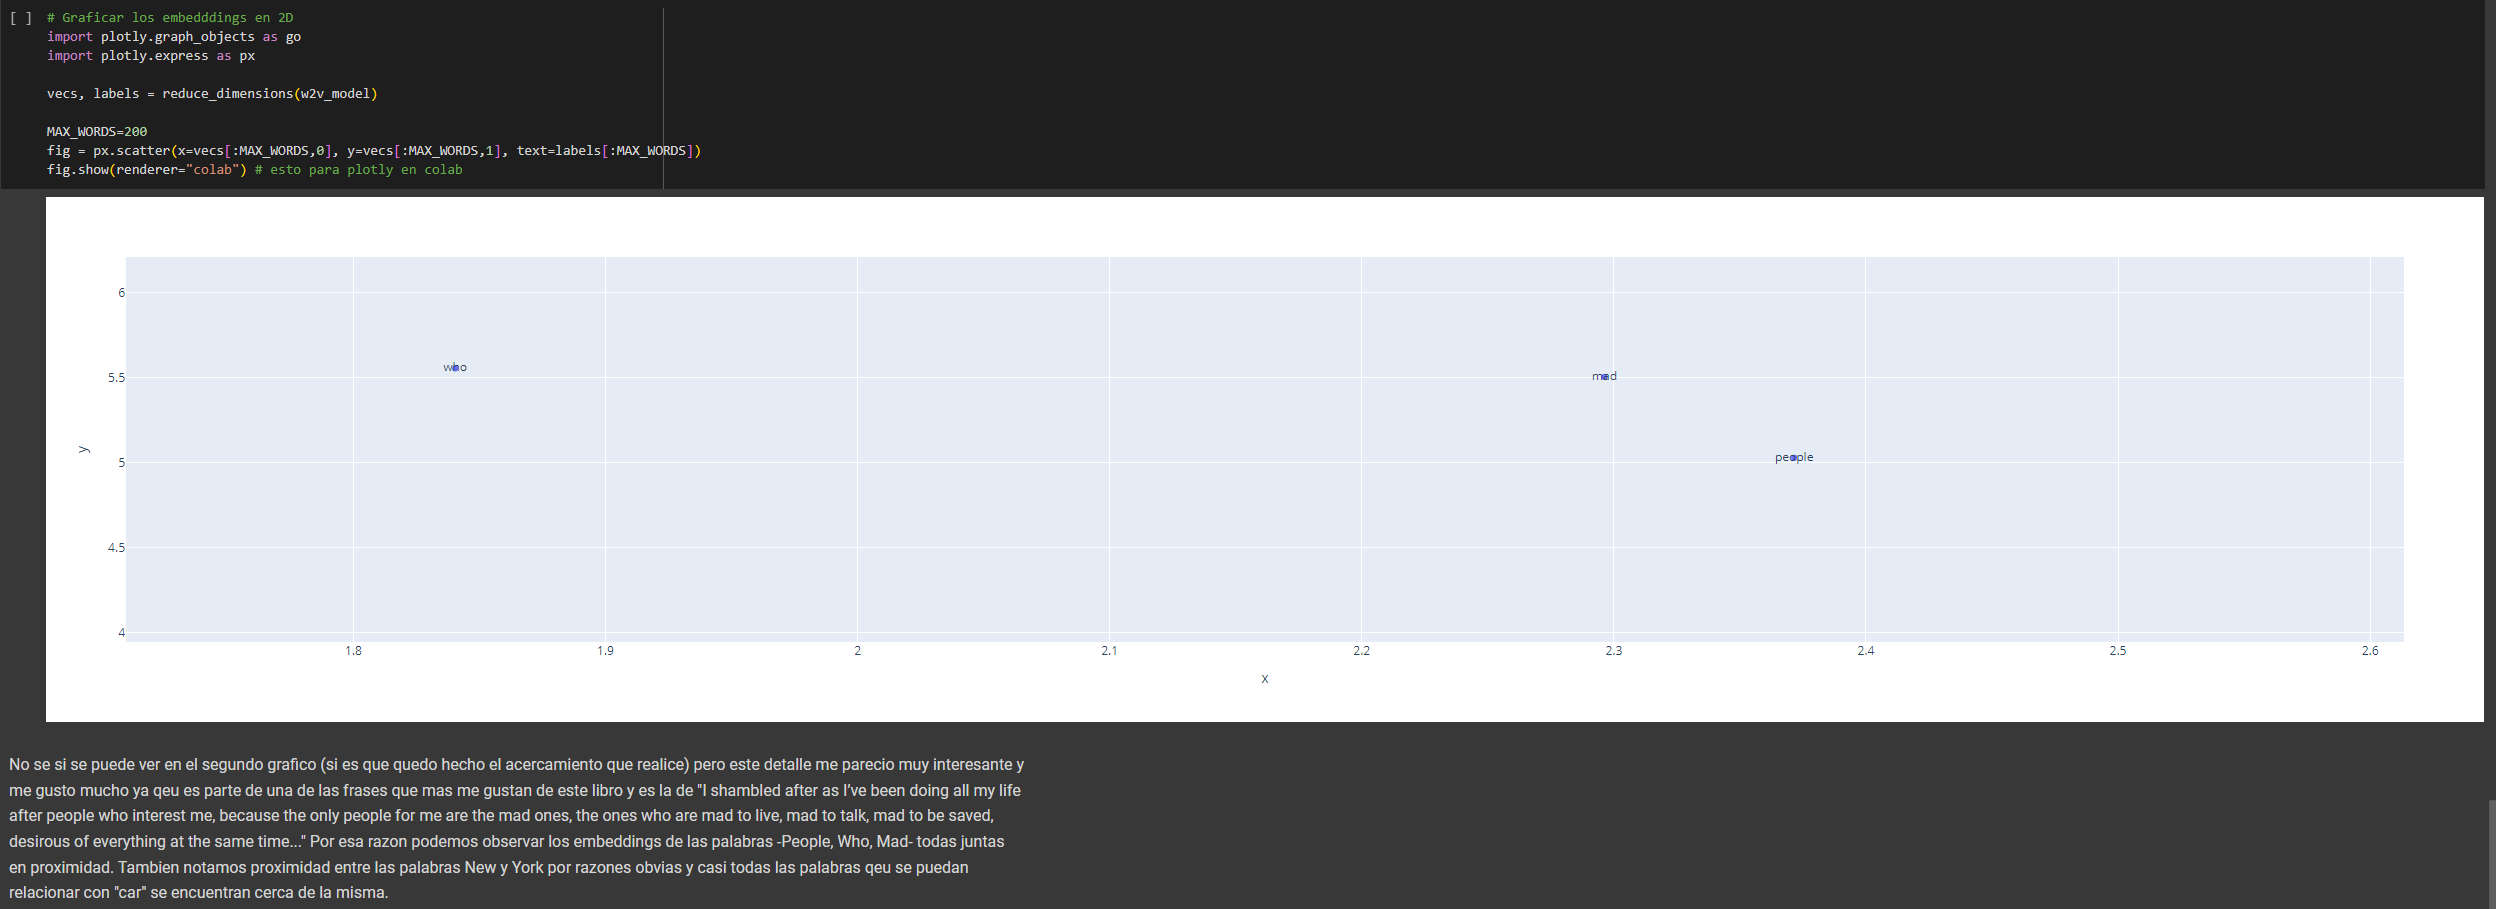 [ ] # Graficar los embedddings en 2D
import plotly.graph_objects as go
import plotly.express as px
vecs, labels = reduce_dimensions(w2v_model)
MAX_WORDS=200
fig = px.scatter(x=vecs[:MAX_WORDS,0], y=vecs[:MAX_WORDS,1], text=labels[:MAX_WORDS])
fig.show(renderer="colab") # esto para plotly en colab
6
who
5.5
mad
y
5
people
4.5
4
1.8 1.9 2 2.1 2.2 2.3 2.4 2.5 2.6
x
No se si se puede ver en el segundo grafico (si es que quedo hecho el acercamiento que realice) pero este detalle me parecio muy interesante y
me gusto mucho ya qeu es parte de una de las frases que mas me gustan de este libro y es la de "I shambled after as I’ve been doing all my life
after people who interest me, because the only people for me are the mad ones, the ones who are mad to live, mad to talk, mad to be saved,
desirous of everything at the same time..." Por esa razon podemos observar los embeddings de las palabras -People, Who, Mad- todas juntas
en proximidad. Tambien notamos proximidad entre las palabras New y York por razones obvias y casi todas las palabras qeu se puedan
relacionar con "car" se encuentran cerca de la misma.